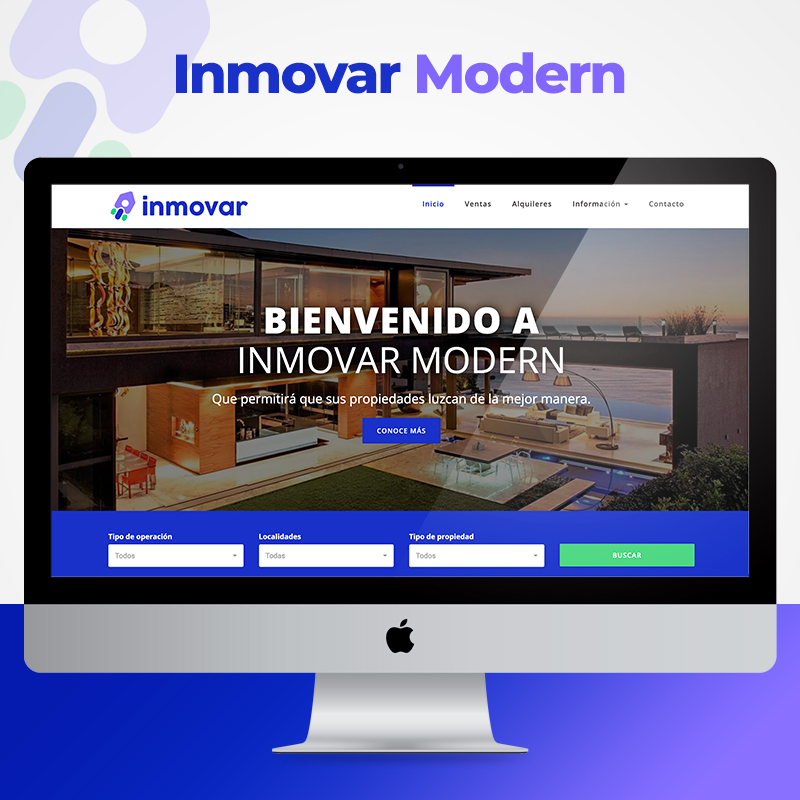 Inmovar Modern
inmovar
Inicio Ventas Alquileres Información Contacto
BIENVENIDO A
INMOVAR MODERN
Que permitirá que sus propiedades luzcan de la mejor manera.
CONOCE MÁS
Tipo de operación Localidades Tipo de propiedad
Todos Todas Todos BUSCAR